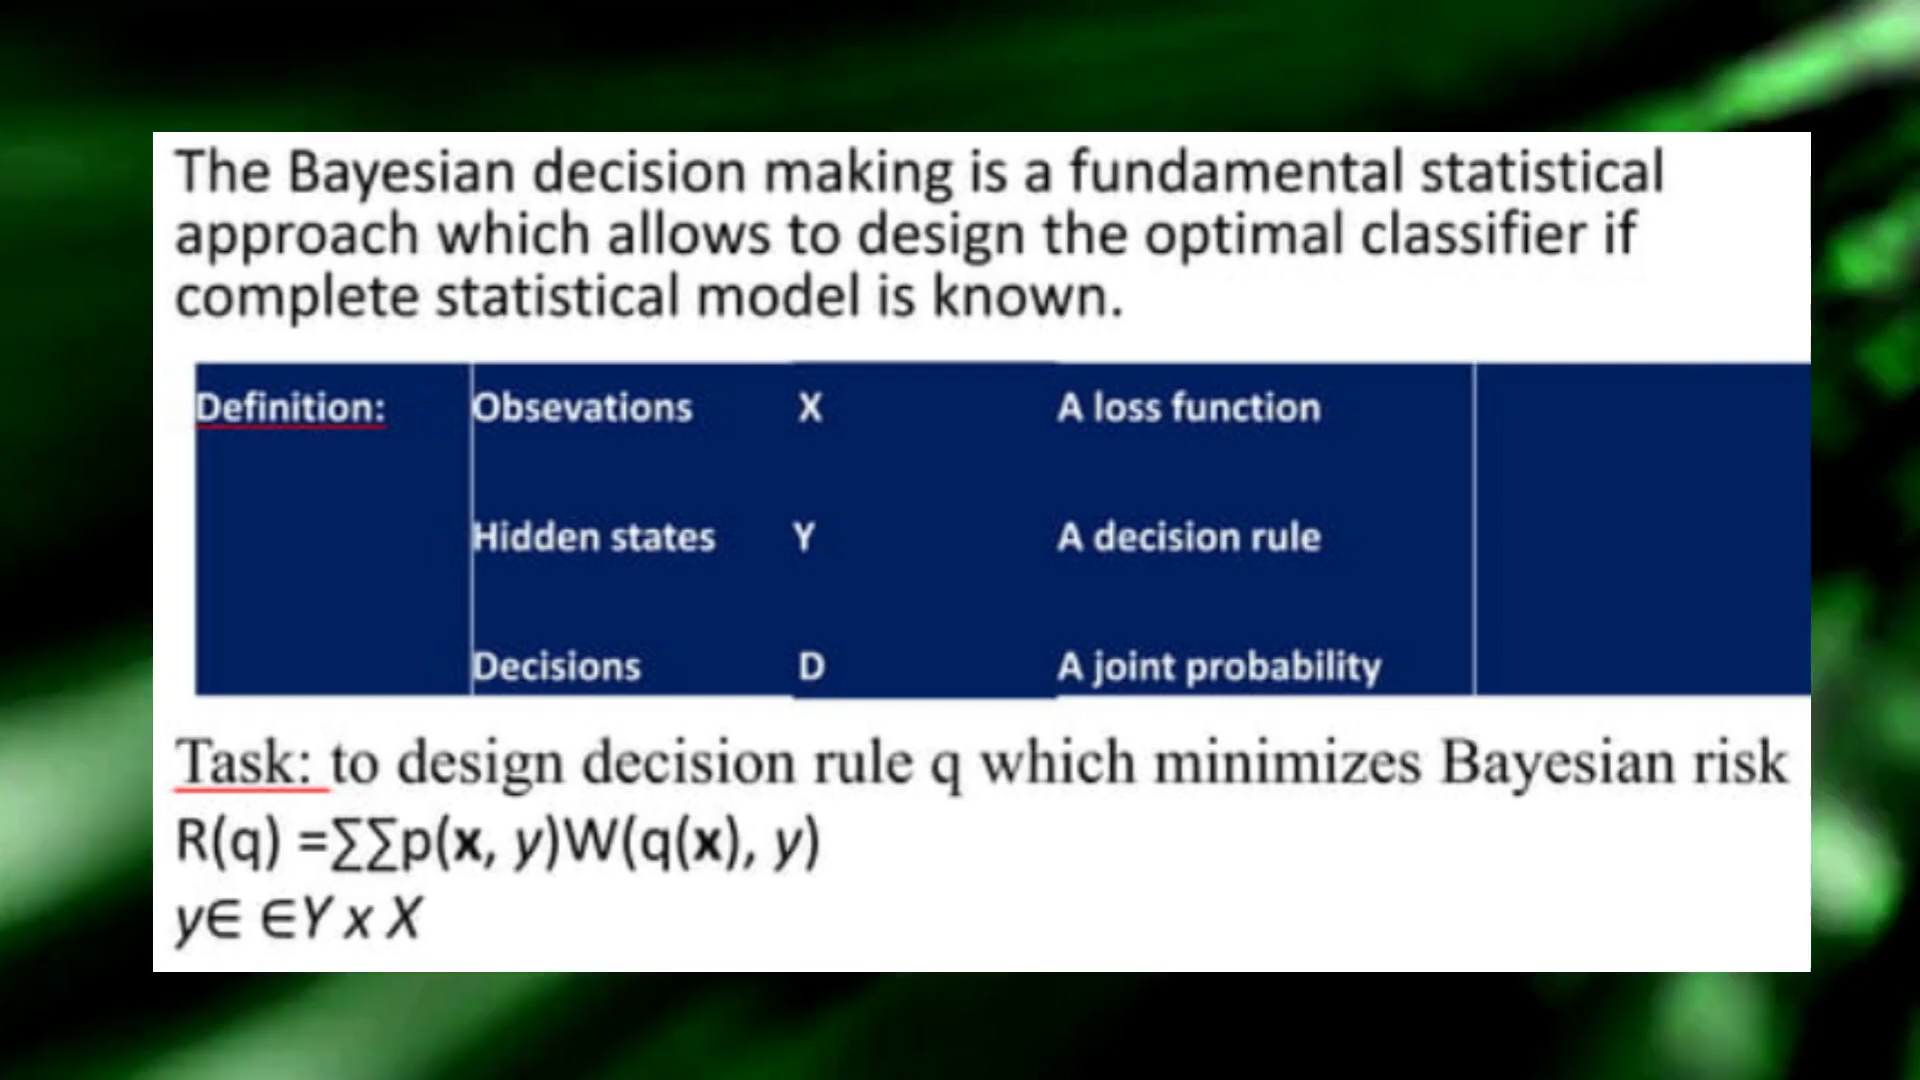 The Bayesian decision making is a fundamental statistical
approach which allows to design the optimal classifier if
complete statistical model is known.
Definition: Obsevations X A loss function
Hidden states Y A decision rule
Decisions D A joint probability
Task: to design decision rule q which minimizes Bayesian risk
R(q) =∑∑p(x, y)W(q(x), y)
y∈ ∈Y x X